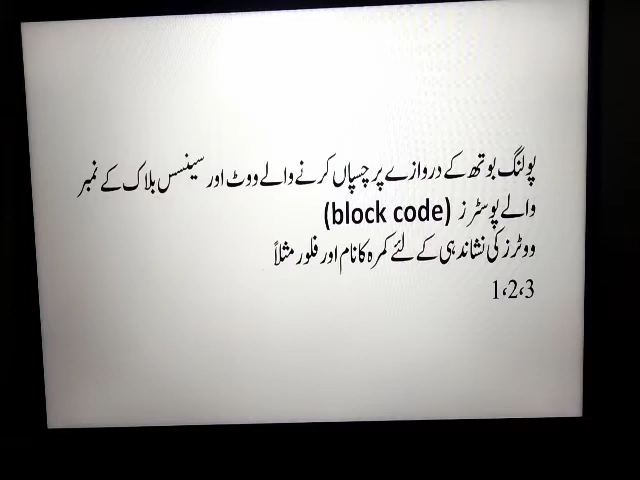 پولنگ بوتھ کے دروازے پر چسپاں کرنے والے ووٹ اور سینسس بلاک کے نمبر
والے پوسٹرز (block code)
ووٹرز کی نشاندہی کے لئے کمرہ کا نام اور فلور مثلاً
1،2،3